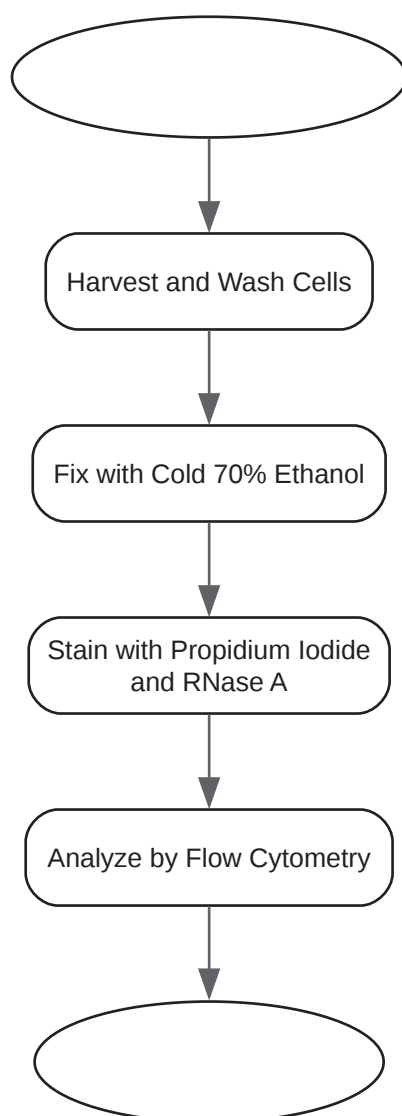 Harvest and Wash Cells
Fix with Cold 70% Ethanol
Stain with Propidium Iodide
and RNase A
Analyze by Flow Cytometry